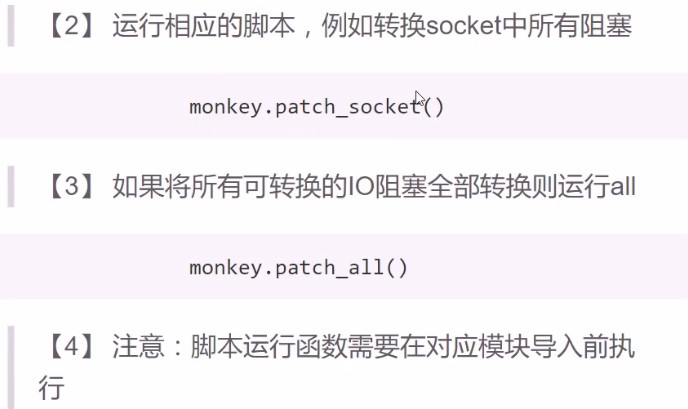 【2】 运行相应的脚本，例如转换socket中所有阻塞
monkey.patch_socket()
【3】 如果将所有可转换的IO阻塞全部转换则运行all
monkey.patch_all()
【4】 注意：脚本运行函数需要在对应模块导入前执
行